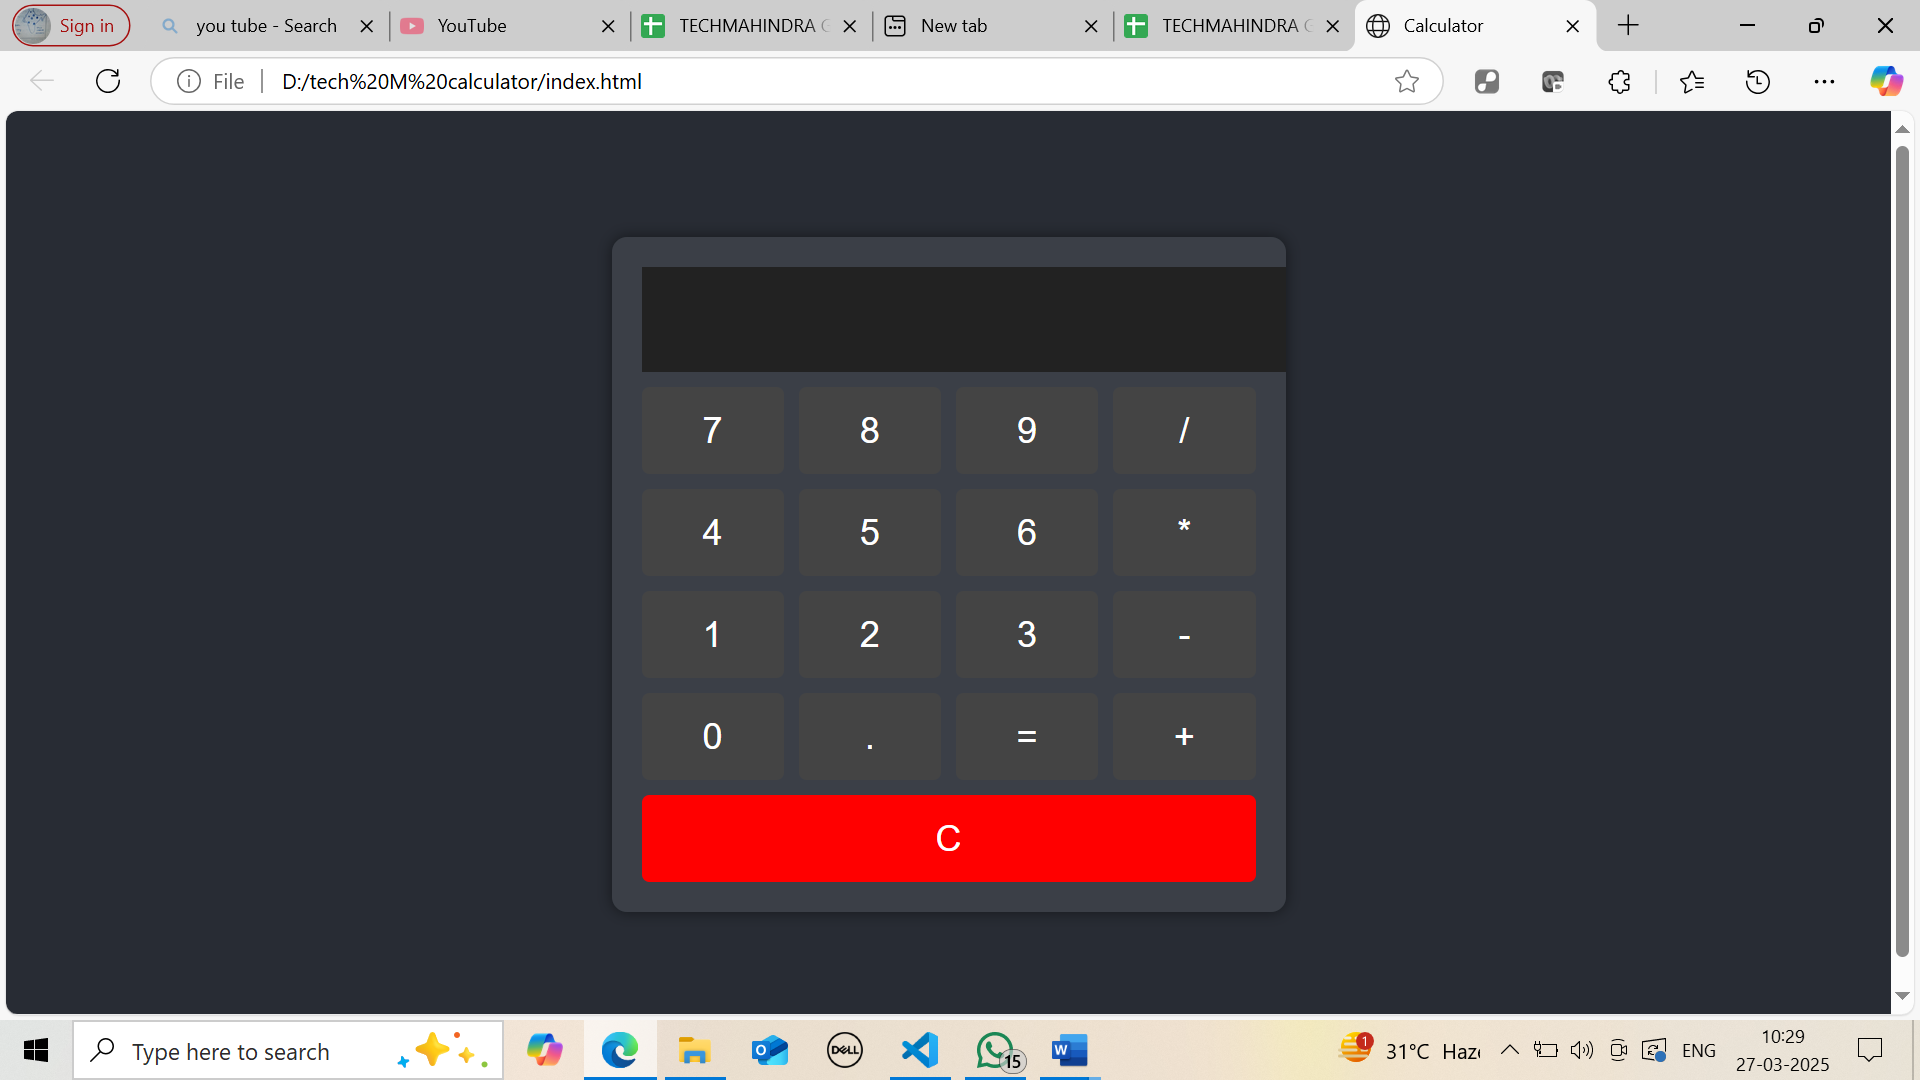 Sign in
you tube - Search
YouTube
TECHMAHINDRA
New tab
TECHMAHINDRA
Calculator
File
D:/tech%20M%20calculator/index.html
7 8 9 /
4 5 6 *
1 2 3 -
0 . = +
C
Type here to search
DELL
15
W
1
31°C
ENG
10:29
27-03-2025